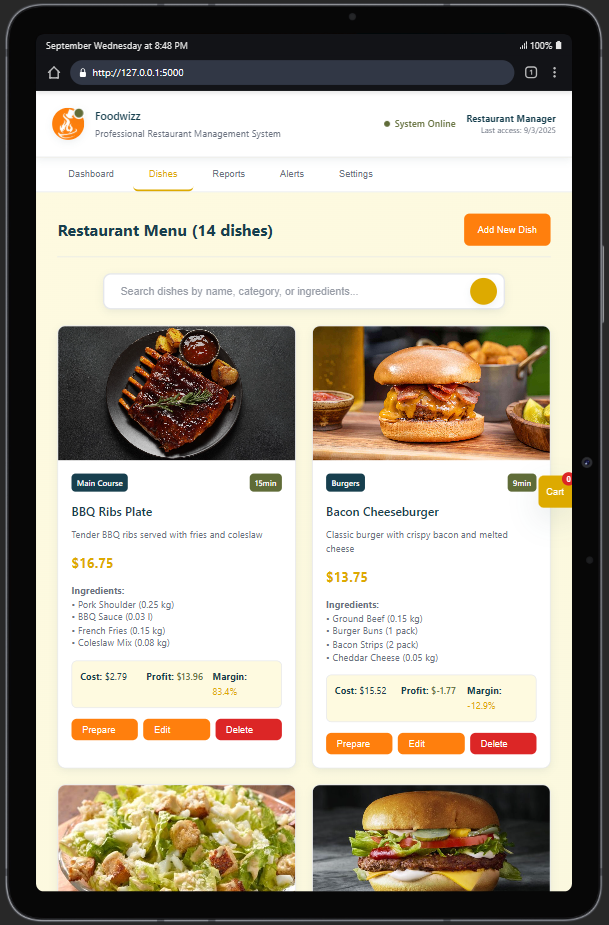 September Wednesday at 8:48 PM
100%
http://127.0.0.1:5000
1
Foodwizz
Professional Restaurant Management System
System Online
Restaurant Manager
Last access: 9/3/2025
Dashboard
Dishes
Reports
Alerts
Settings
Restaurant Menu (14 dishes)
Add New Dish
Search dishes by name, category, or ingredients...
Main Course
15min
BBQ Ribs Plate
Tender BBQ ribs served with fries and coleslaw
$16.75
Ingredients:
• Pork Shoulder (0.25 kg)
• BBQ Sauce (0.03 l)
• French Fries (0.15 kg)
• Coleslaw Mix (0.08 kg)
Cost: $2.79
Profit: $13.96
Margin:
83.4%
Prepare
Edit
Delete
Burgers
9min
Bacon Cheeseburger
Classic burger with crispy bacon and melted
cheese
$13.75
Ingredients:
• Ground Beef (0.15 kg)
• Burger Buns (1 pack)
• Bacon Strips (2 pack)
• Cheddar Cheese (0.05 kg)
Cost: $15.52
Profit: $-1.77
Margin:
-12.9%
Prepare
Edit
Delete
Cart
0